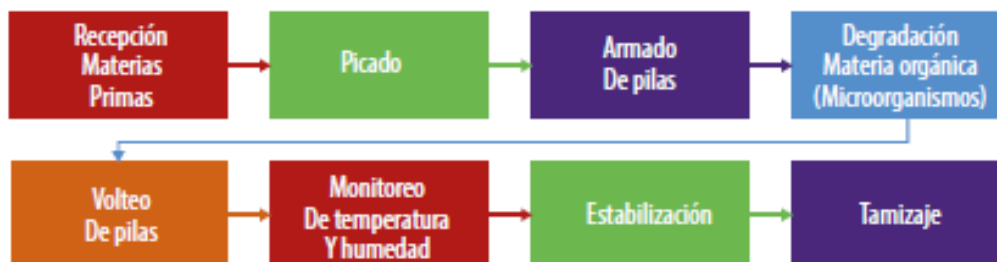 Recepción
Materias
Primas
Picado
Armado
De pilas
Degradación
Materia orgánica
(Microorganismos)
Volteo
De pilas
Monitoreo
De temperatura
Y humedad
Estabilización
Tamizaje